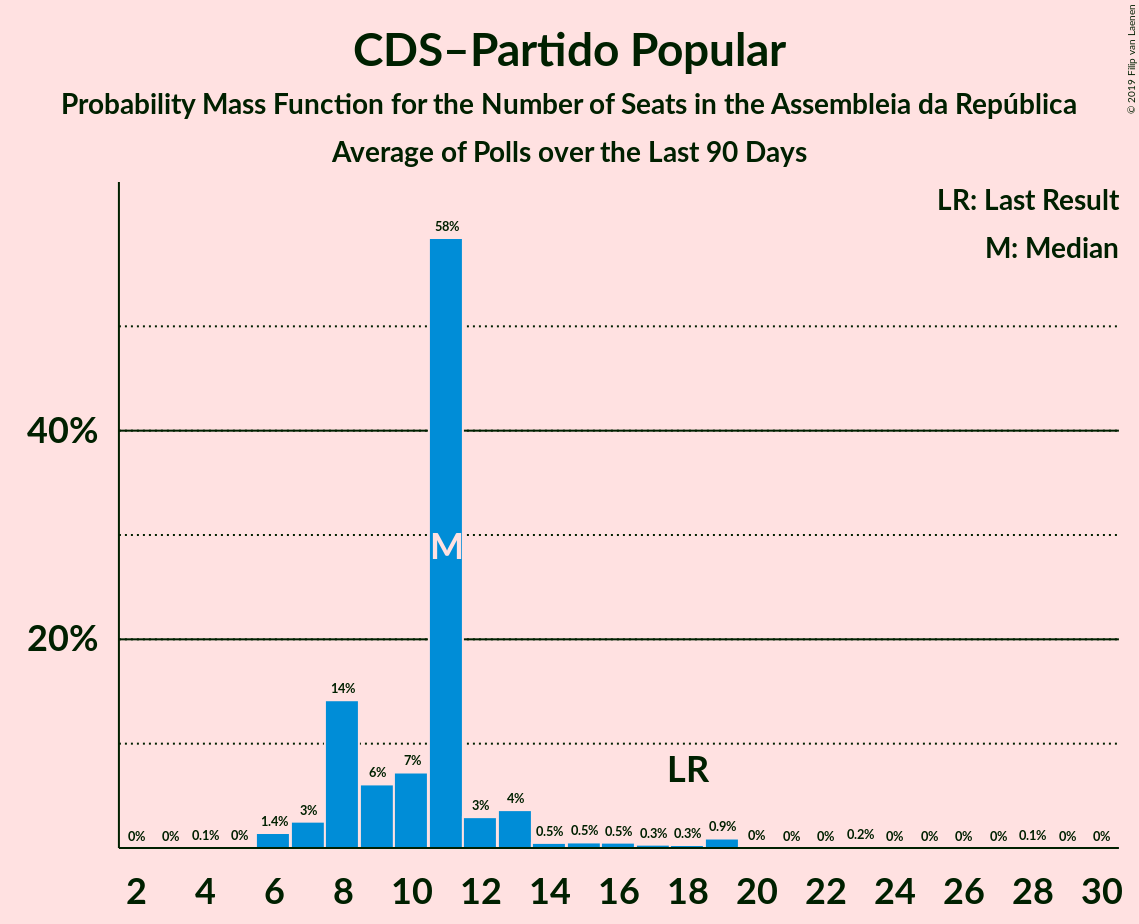 CDS–Partido Popular
Probability Mass Function for the Number of Seats in the Assembleia da República
Average of Polls over the Last 90 Days
© 2019 Filip van Laenen
LR: Last Result
M: Median
58%
40%
M
20%
14%
7%
LR
6%
4%
3%
3%
1.4%
0.9%
0% 0% 0.1% 0% 0.5% 0.5% 0.5% 0.3% 0.3% 0% 0% 0% 0.2% 0% 0% 0% 0% 0.1% 0% 0%
2 4 6 8 10 12 14 16 18 20 22 24 26 28 30